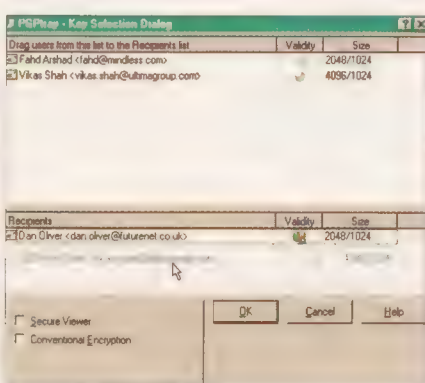 PGPtray - Key Selection Dialog
Drag users from this list to the Recipients list Validity Size
Fahd Arshad <fahd@mindless.com> 2048/1024
Vikas Shah <vikas.shah@ultimagroup.com> 4096/1024
Recipients Validity Size
Dan Oliver <dan.oliver@futurenet.co.uk> 2048/1024
Secure Viewer
Conventional Encryption
OK Cancel Help